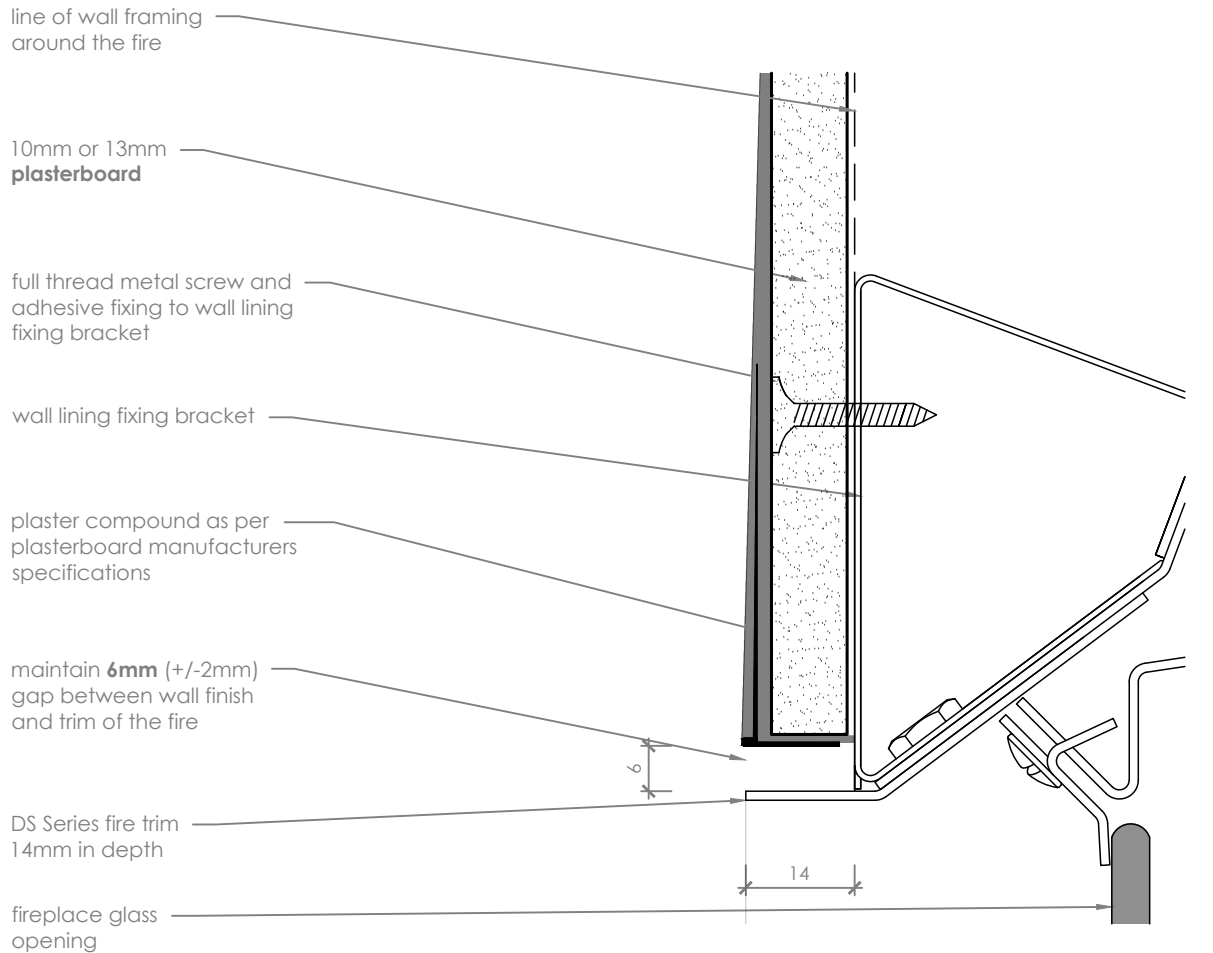 line of wall framing
around the fire
10mm or 13mm
plasterboard
full thread metal screw and
adhesive fixing to wall lining
fixing bracket
wall lining fixing bracket
plaster compound as per
plasterboard manufacturers
specifications
maintain 6mm (+/-2mm)
gap between wall finish
and trim of the fire
6
DS Series fire trim
14mm in depth
14
fireplace glass
opening